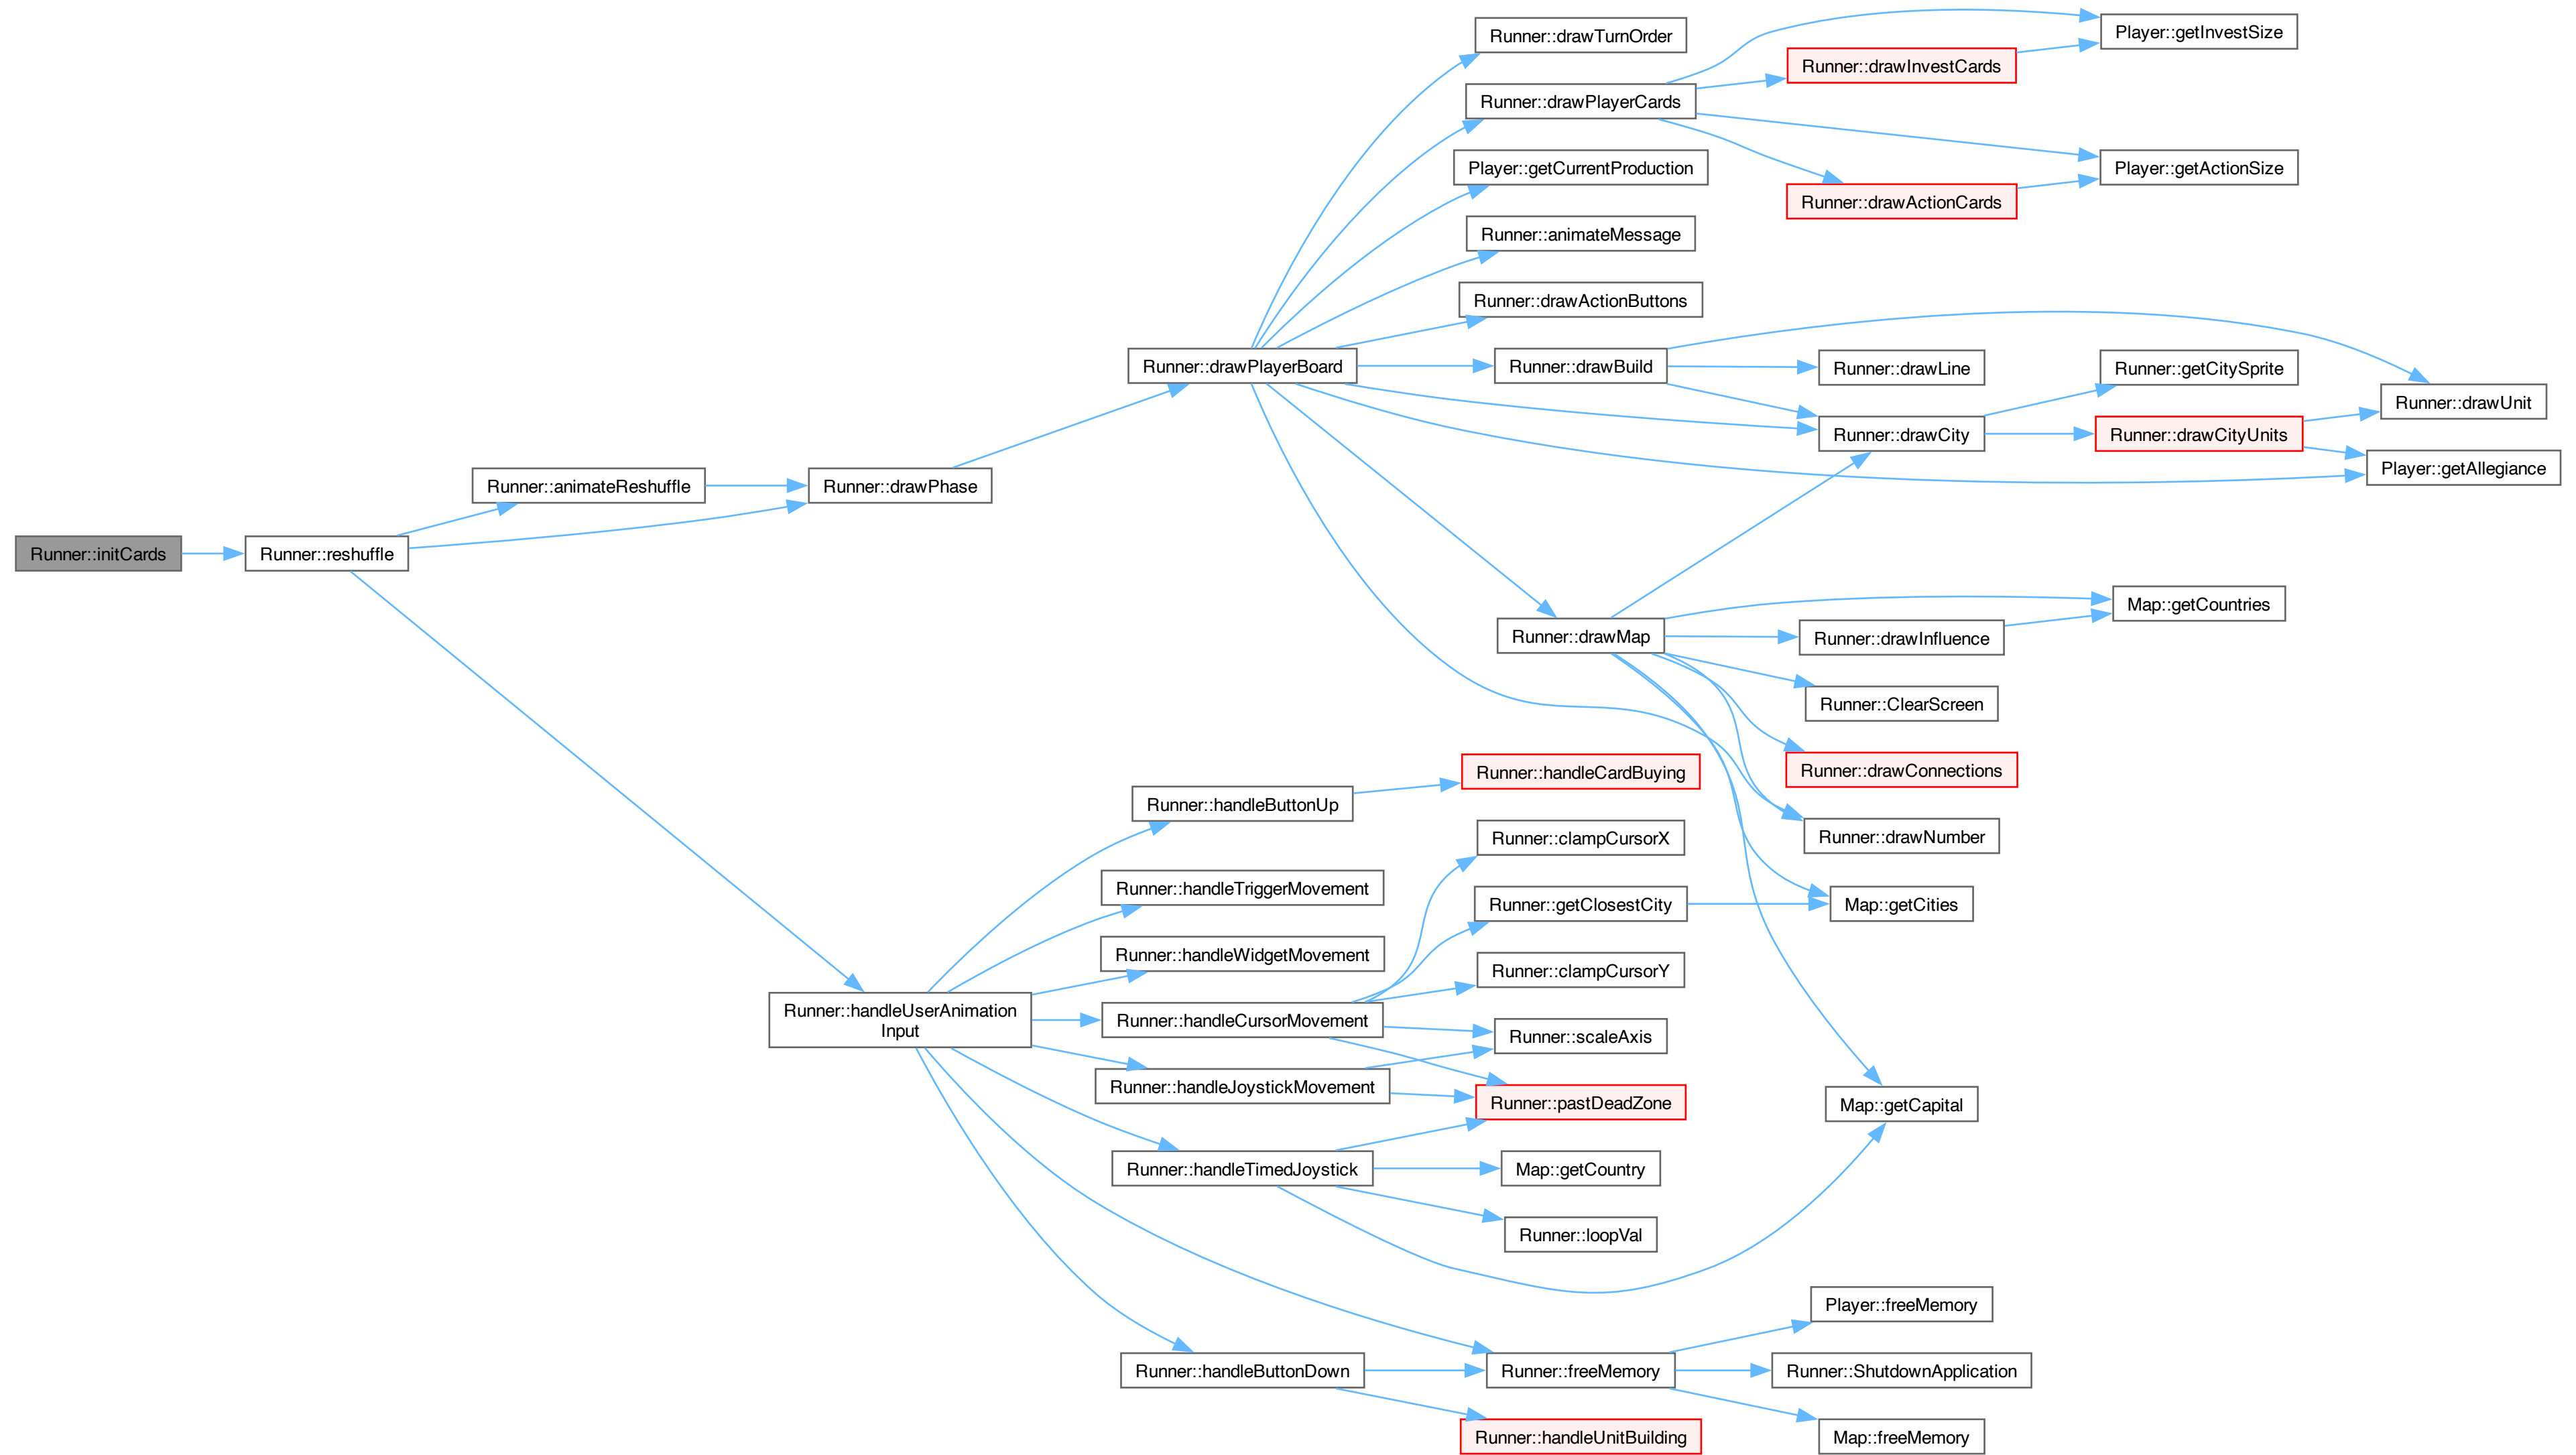 Runner::initCards
Runner::reshuffle
Runner::animateReshuffle
Runner::drawPhase
Runner::drawPlayerBoard
Runner::drawTurnOrder
Runner::drawPlayerCards
Player::getCurrentProduction
Runner::animateMessage
Runner::drawActionButtons
Runner::drawBuild
Runner::drawMap
Player::getInvestSize
Runner::drawInvestCards
Player::getActionSize
Runner::drawActionCards
Runner::drawLine
Runner::drawCity
Runner::getCitySprite
Runner::drawCityUnits
Runner::drawUnit
Player::getAllegiance
Map::getCountries
Runner::drawInfluence
Runner::ClearScreen
Runner::drawConnections
Runner::drawNumber
Map::getCities
Map::getCapital
Runner::handleUserAnimation
Input
Runner::handleButtonUp
Runner::handleCardBuying
Runner::handleTriggerMovement
Runner::handleWidgetMovement
Runner::handleCursorMovement
Runner::handleJoystickMovement
Runner::handleTimedJoystick
Runner::clampCursorX
Runner::getClosestCity
Runner::clampCursorY
Runner::scaleAxis
Runner::pastDeadZone
Map::getCountry
Runner::loopVal
Runner::handleButtonDown
Runner::freeMemory
Runner::handleUnitBuilding
Player::freeMemory
Runner::ShutdownApplication
Map::freeMemory